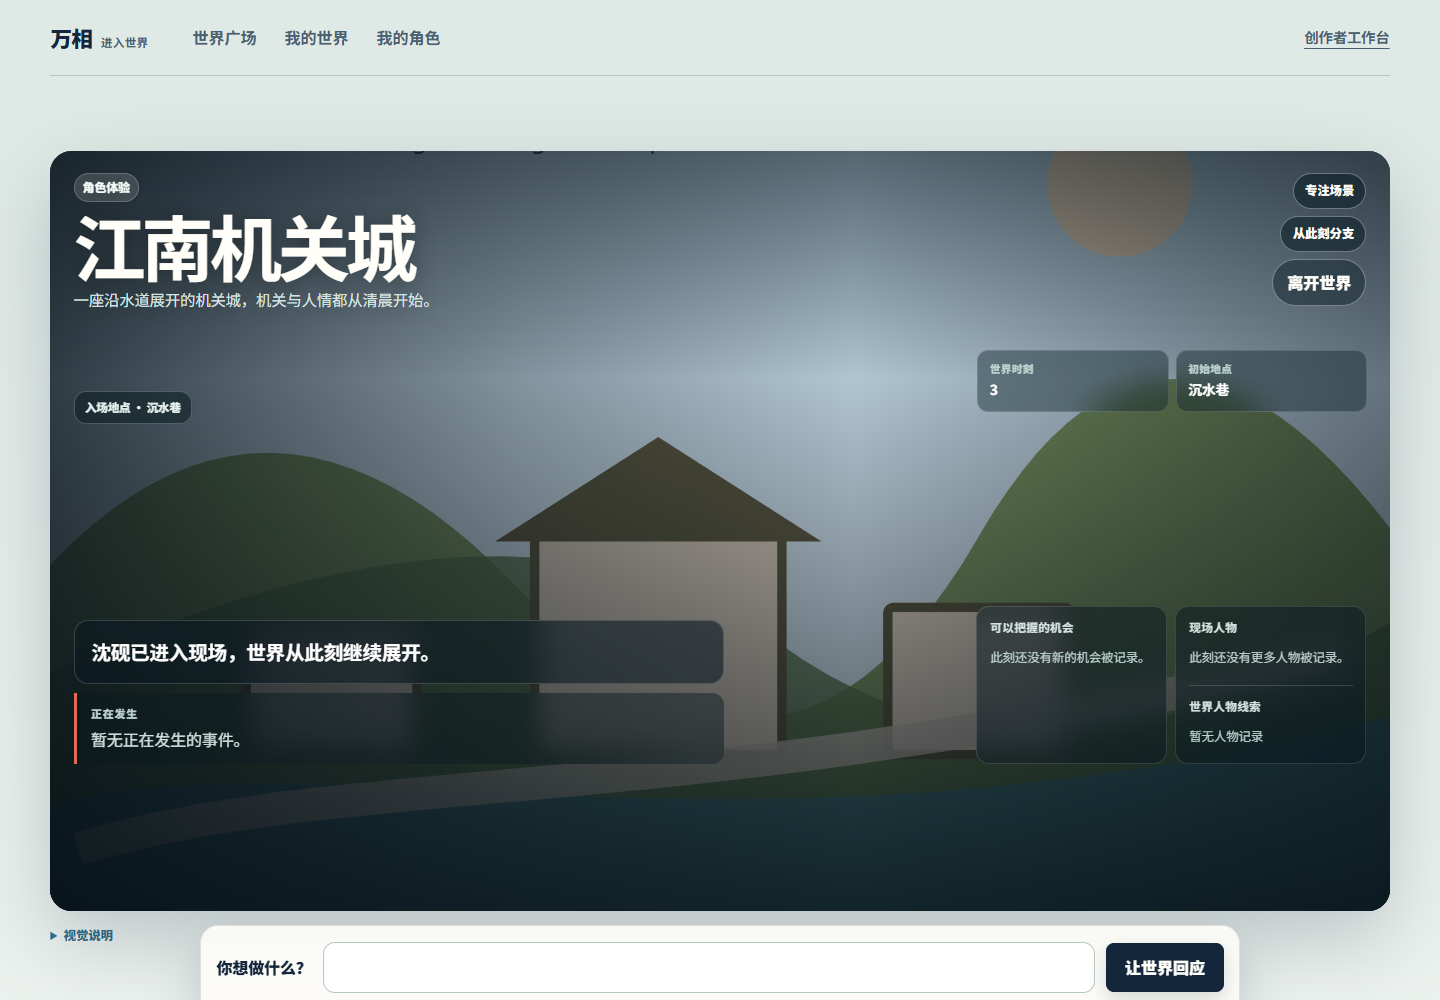 万相 进入世界
世界广场 我的世界 我的角色
创作者工作台
角色体验
江南机关城
一座沿水道展开的机关城，机关与人情都从清晨开始。
专注场景
从此刻分支
离开世界
入场地点 · 沉水巷
世界时刻
3
初始地点
沉水巷
沈砚已进入现场，世界从此刻继续展开。
正在发生
暂无正在发生的事件。
可以把握的机会
此刻还没有新的机会被记录。
现场人物
此刻还没有更多人物被记录。
世界人物线索
暂无人物记录
▶ 视觉说明
你想做什么？
让世界回应